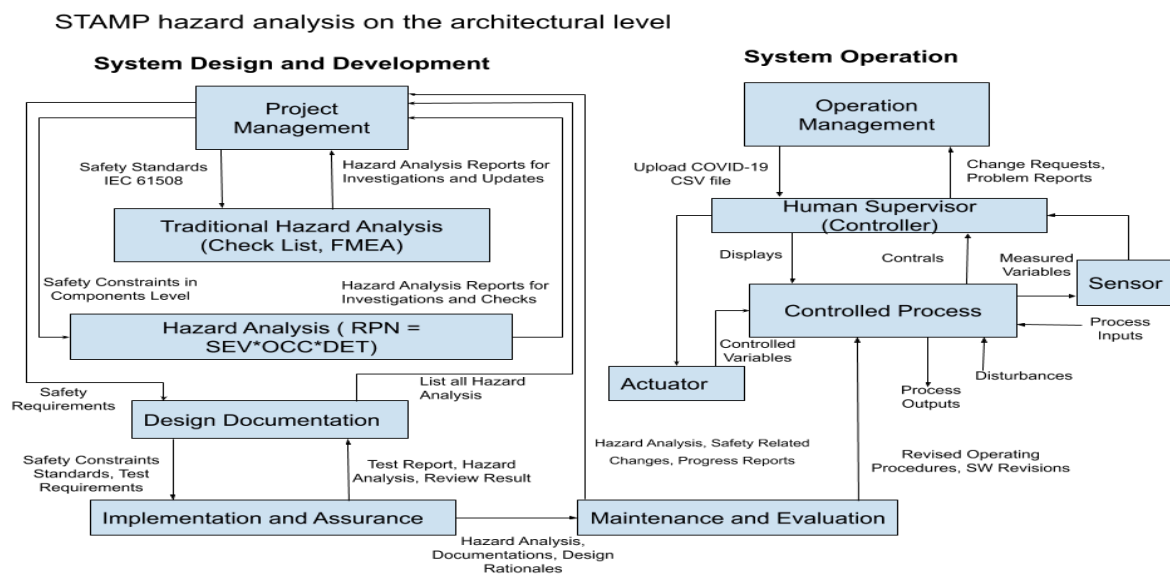 STAMP hazard analysis on the architectural level
System Design and Development
System Operation
Project
Management
Operation
Management
Safety Standards
IEC 61508
Hazard Analysis Reports for
Investigations and Updates
Upload COVID-19
CSV file
Change Requests,
Problem Reports
Traditional Hazard Analysis
(Check List, FMEA)
Human Supervisor
(Controller)
Displays
Contrals
Measured
Variables
Sensor
Safety Constraints in
Components Level
Hazard Analysis Reports for
Investigations and Checks
Controlled Process
Hazard Analysis ( RPN =
SEV*OCC*DET)
Process
Inputs
Controlled
Variables
Actuator
Disturbances
Process
Outputs
Safety
Requirements
List all Hazard
Analysis
Design Documentation
Safety Constraints
Standards, Test
Requirements
Test Report, Hazard
Analysis, Review Result
Hazard Analysis, Safety Related
Changes, Progress Reports
Revised Operating
Procedures, SW Revisions
Implementation and Assurance
Maintenance and Evaluation
Hazard Analysis,
Documentations, Design
Rationales